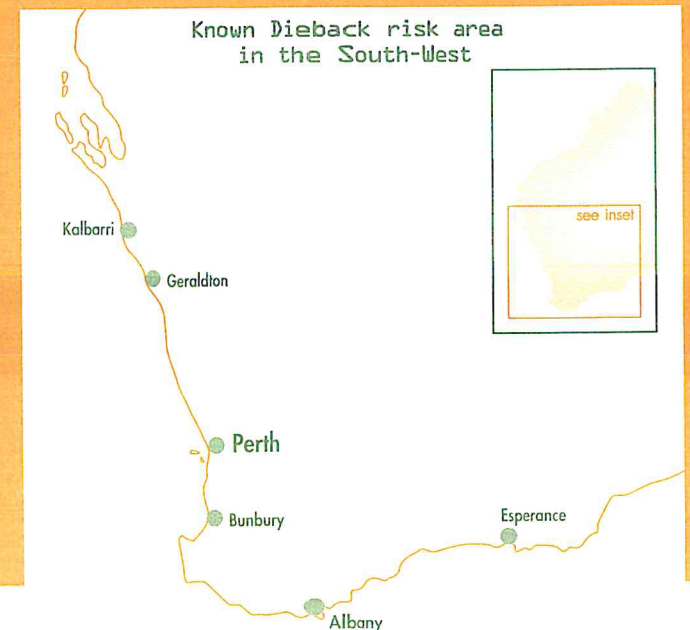 Known Dieback risk area
in the South-West
see inset
Kalbarri
Geraldton
Perth
Bunbury
Esperance
Albany